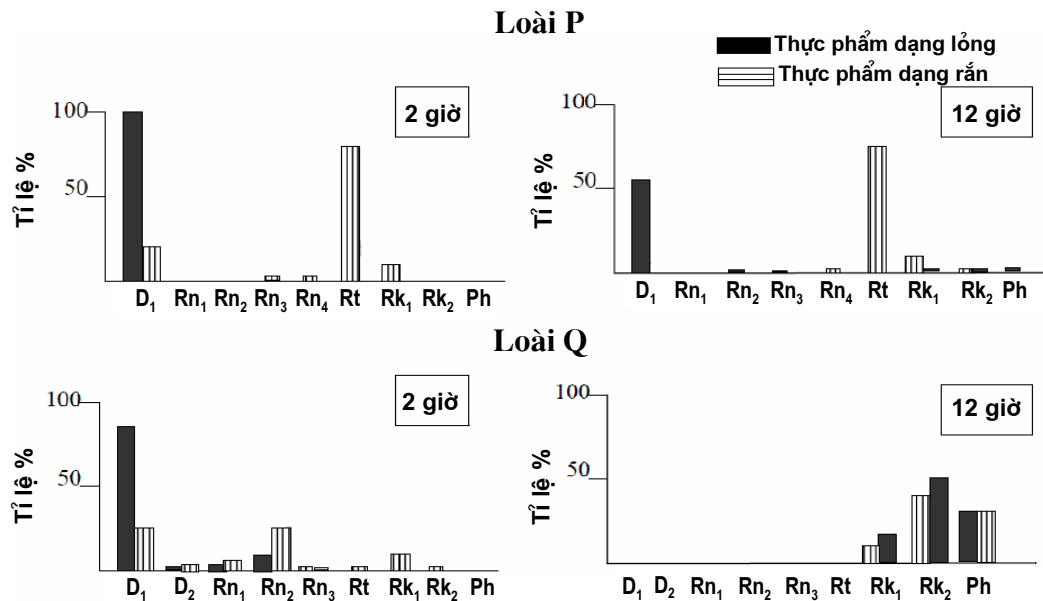 Loài P
Thực phẩm dạng lỏng
Thực phẩm dạng rắn
Tỉ lệ %
100
50
2 giờ
D1 Rn1 Rn2 Rn3 Rn4 Rt Rk1 Rk2 Ph
Tỉ lệ %
100
50
12 giờ
D1 Rn1 Rn2 Rn3 Rn4 Rt Rk1 Rk2 Ph
Loài Q
Tỉ lệ %
100
50
2 giờ
D1 D2 Rn1 Rn2 Rn3 Rt Rk1 Rk2 Ph
Tỉ lệ %
100
50
12 giờ
D1 D2 Rn1 Rn2 Rn3 Rt Rk1 Rk2 Ph